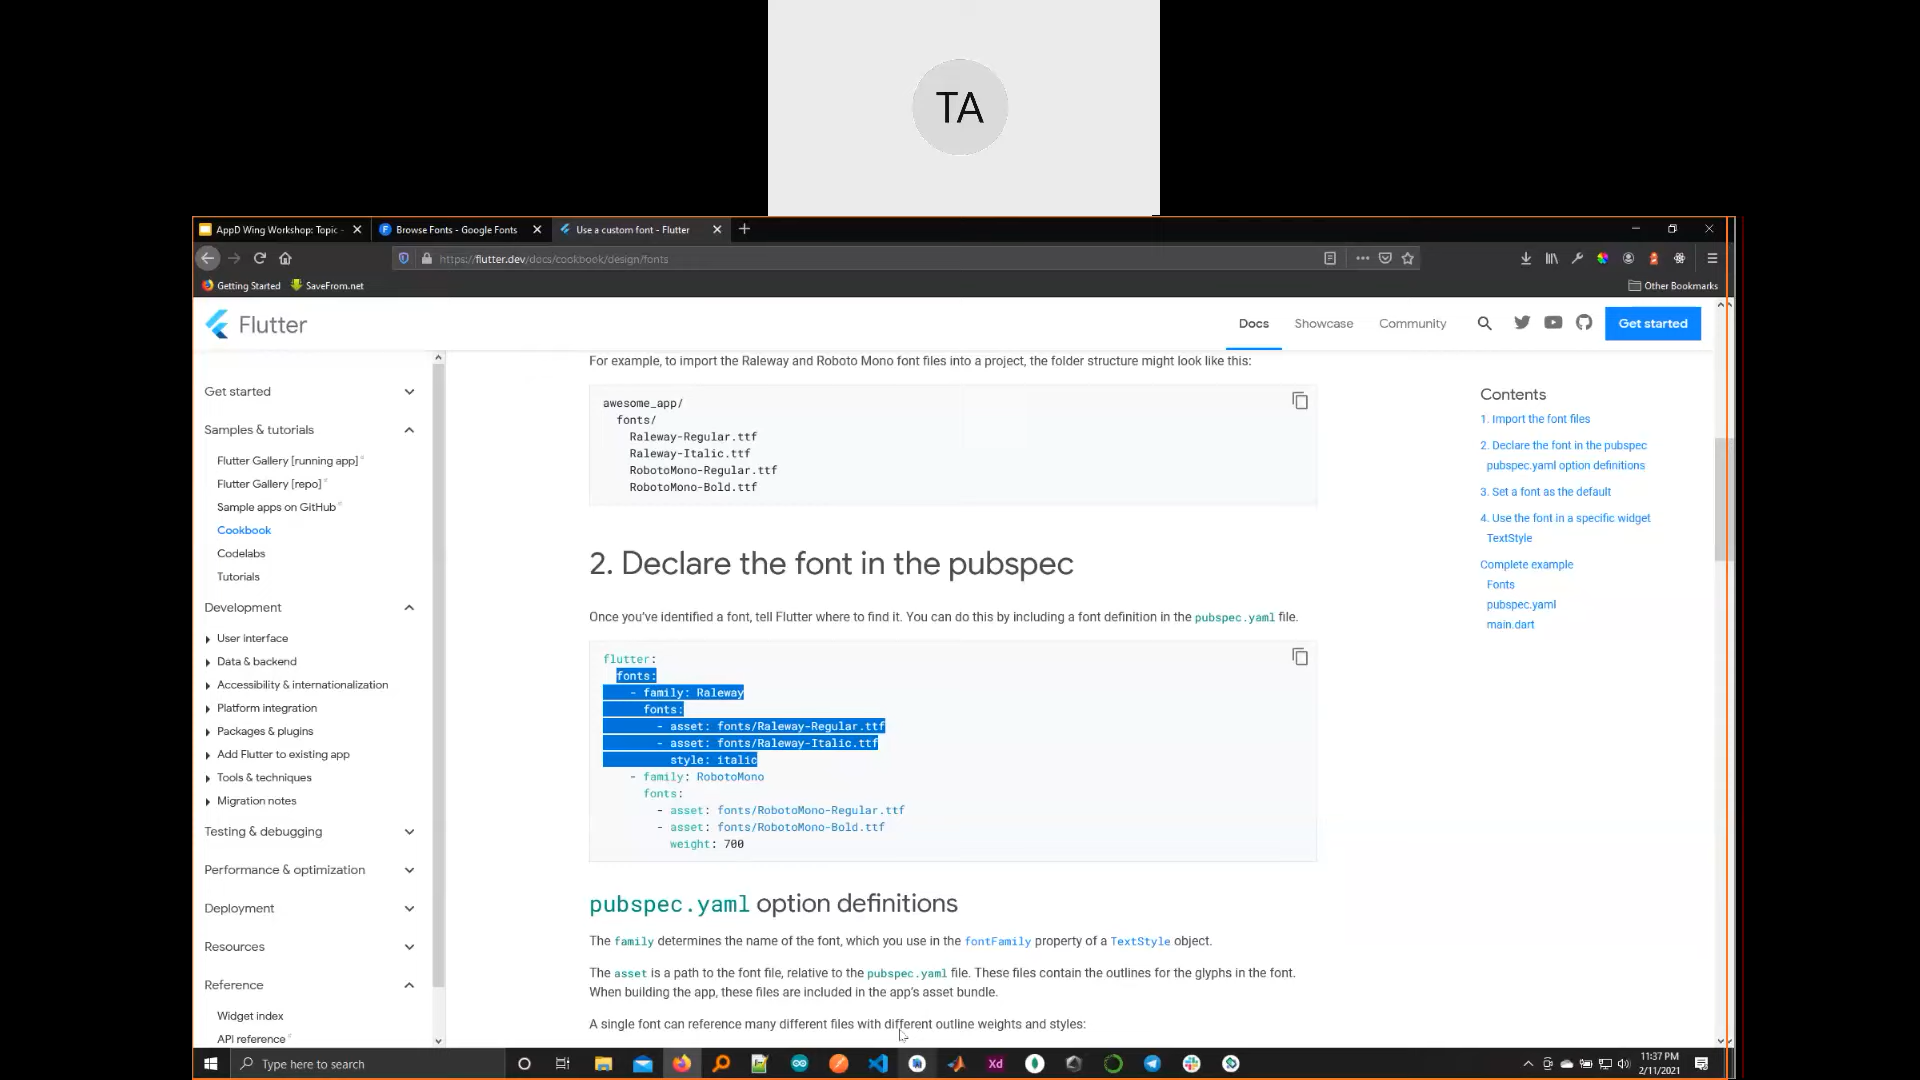 TA
AppD Wing Workshop: Topic -
Browse Fonts - Google Fonts
Use a custom font - Flutter
https://flutter.dev/docs/cookbook/design/fonts
Getting Started
SaveFrom.net
Other Bookmarks
Flutter
Docs
Showcase
Community
Get started
Get started
Samples & tutorials
Flutter Gallery [running app]
Flutter Gallery [repo]
Sample apps on GitHub
Cookbook
Codelabs
Tutorials
Development
User interface
Data & backend
Accessibility & internationalization
Platform integration
Packages & plugins
Add Flutter to existing app
Tools & techniques
Migration notes
Testing & debugging
Performance & optimization
Deployment
Resources
Reference
Widget index
API reference
For example, to import the Raleway and Roboto Mono font files into a project, the folder structure might look like this:
awesome_app/
fonts/
Raleway-Regular.ttf
Raleway-Italic.ttf
RobotoMono-Regular.ttf
RobotoMono-Bold.ttf
2. Declare the font in the pubspec
Once you've identified a font, tell Flutter where to find it. You can do this by including a font definition in the pubspec.yaml file.
flutter:
fonts:
- family: Raleway
fonts:
- asset: fonts/Raleway-Regular.ttf
- asset: fonts/Raleway-Italic.ttf
style: italic
- family: RobotoMono
fonts:
- asset: fonts/RobotoMono-Regular.ttf
- asset: fonts/RobotoMono-Bold.ttf
weight: 700
pubspec.yaml option definitions
The family determines the name of the font, which you use in the fontFamily property of a TextStyle object.
The asset is a path to the font file, relative to the pubspec.yaml file. These files contain the outlines for the glyphs in the font.
When building the app, these files are included in the app's asset bundle.
A single font can reference many different files with different outline weights and styles:
Contents
1. Import the font files
2. Declare the font in the pubspec
pubspec.yaml option definitions
3. Set a font as the default
4. Use the font in a specific widget
TextStyle
Complete example
Fonts
pubspec.yaml
main.dart
Type here to search
Xd
11:37 PM
2/11/2021